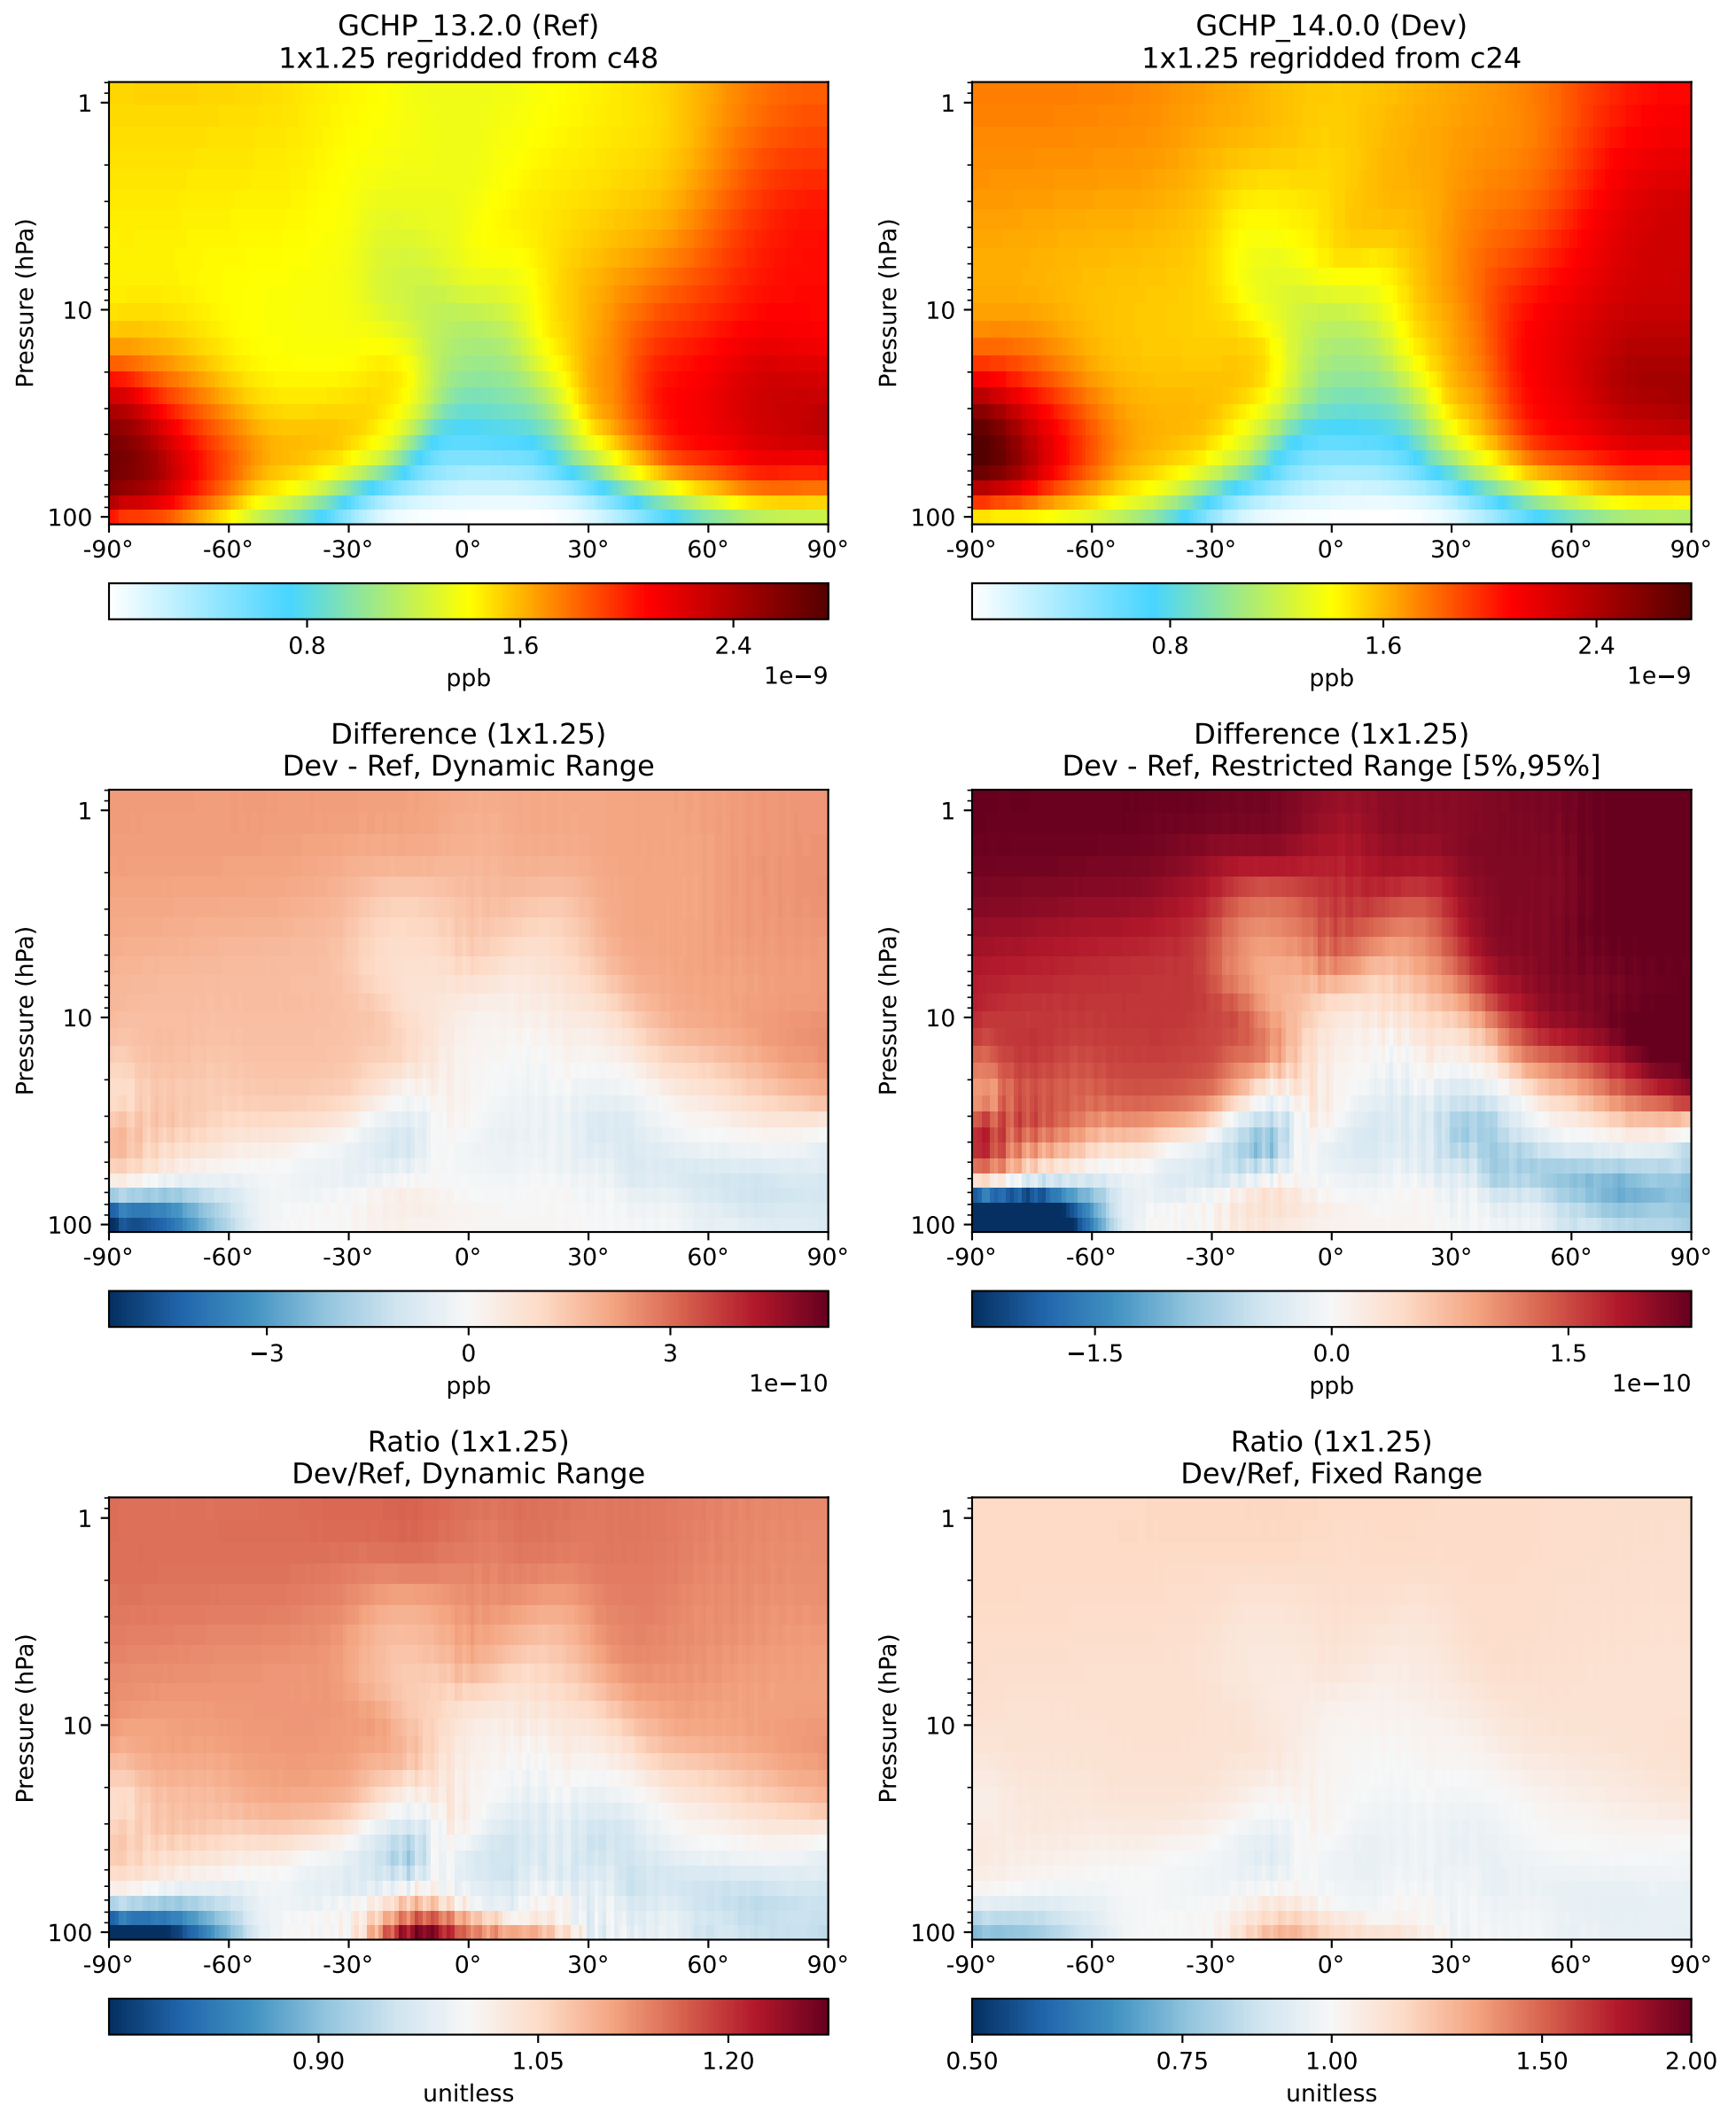 GCHP_13.2.0 (Ref)
1x1.25 regridded from c48
Pressure (hPa)
1
10
100
-90° -60° -30° 0° 30° 60° 90°
0.8 1.6 2.4
ppb
1e−9
GCHP_14.0.0 (Dev)
1x1.25 regridded from c24
Pressure (hPa)
1
10
100
-90° -60° -30° 0° 30° 60° 90°
0.8 1.6 2.4
ppb
1e−9
Difference (1x1.25)
Dev - Ref, Dynamic Range
Pressure (hPa)
1
10
100
-90° -60° -30° 0° 30° 60° 90°
−3 0 3
ppb
1e−10
Difference (1x1.25)
Dev - Ref, Restricted Range [5%,95%]
Pressure (hPa)
1
10
100
-90° -60° -30° 0° 30° 60° 90°
−1.5 0.0 1.5
ppb
1e−10
Ratio (1x1.25)
Dev/Ref, Dynamic Range
Pressure (hPa)
1
10
100
-90° -60° -30° 0° 30° 60° 90°
0.90 1.05 1.20
unitless
Ratio (1x1.25)
Dev/Ref, Fixed Range
Pressure (hPa)
1
10
100
-90° -60° -30° 0° 30° 60° 90°
0.50 0.75 1.00 1.50 2.00
unitless